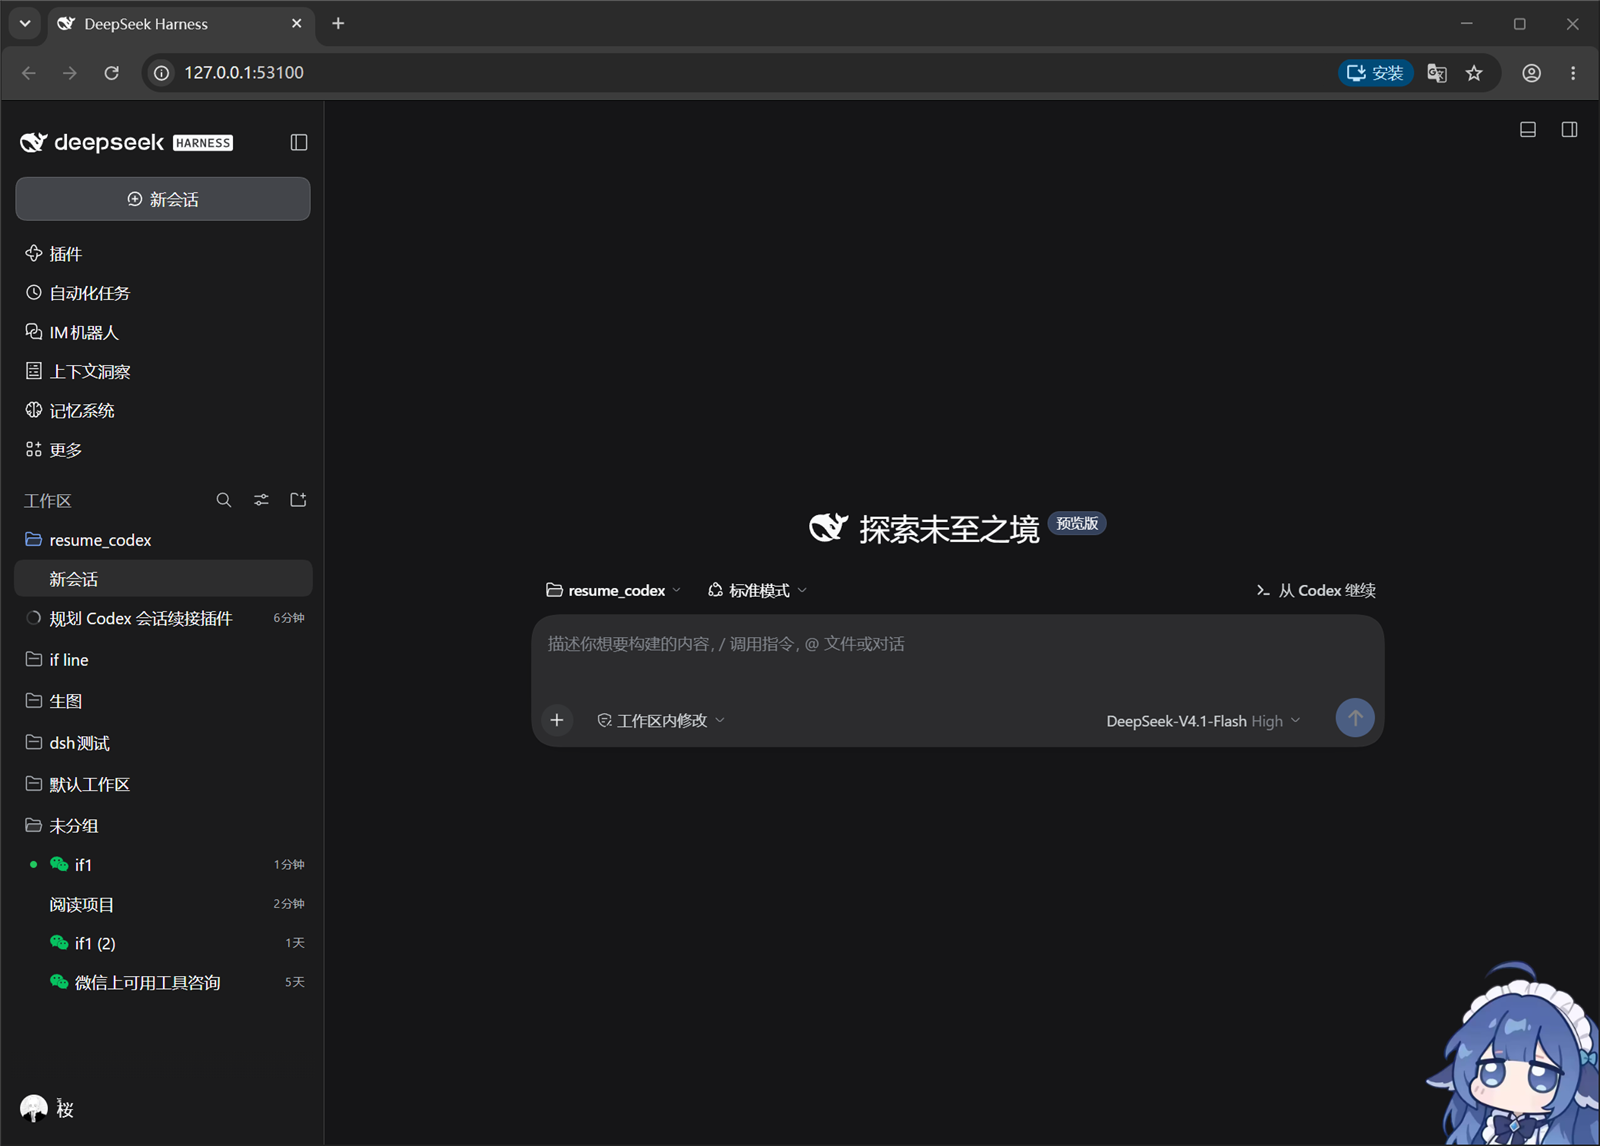 DeepSeek Harness
127.0.0.1:53100
安装
deepseek HARNESS
新会话
插件
自动化任务
IM机器人
上下文洞察
记忆系统
更多
工作区
resume_codex
新会话
规划 Codex 会话续接插件 6分钟
if line
生图
dsh测试
默认工作区
未分组
if1 1分钟
阅读项目 2分钟
if1 (2) 1天
微信上可用工具咨询 5天
桜
探索未至之境 预览版
resume_codex 标准模式 从 Codex 继续
描述你想要构建的内容, / 调用指令, @ 文件或对话
工作区内修改 DeepSeek-V4.1-Flash High